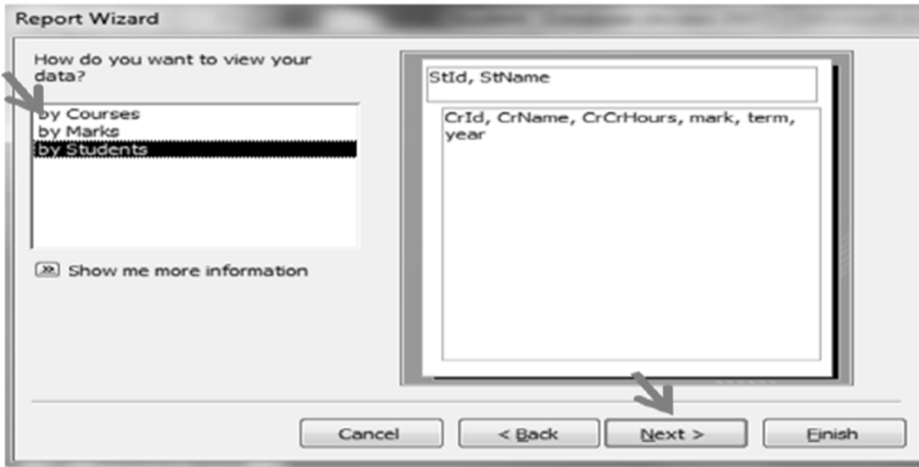 Report Wizard
How do you want to view your
data?
by Courses
by Marks
by Students
Show me more information
StId, StName
CrId, CrName, CrCrHours, mark, term,
year
Cancel
< Back
Next >
Finish